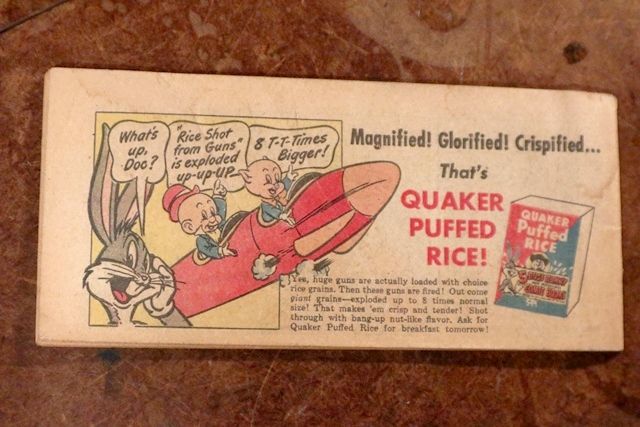 What's
up,
Doc?
"Rice Shot
from Guns"
is exploded
up-up-UP
8 T-T-Times
Bigger!
Magnified! Glorified! Crispified...
That's
QUAKER
PUFFED
RICE!
Yes, huge guns are actually loaded with choice
rice grains. Then these guns are fired! Out come
giant grains—exploded up to 8 times normal
size! That makes 'em crisp and tender! Shot
through with bang-up nut-like flavor. Ask for
Quaker Puffed Rice for breakfast tomorrow!
QUAKER
Puffed
RICE